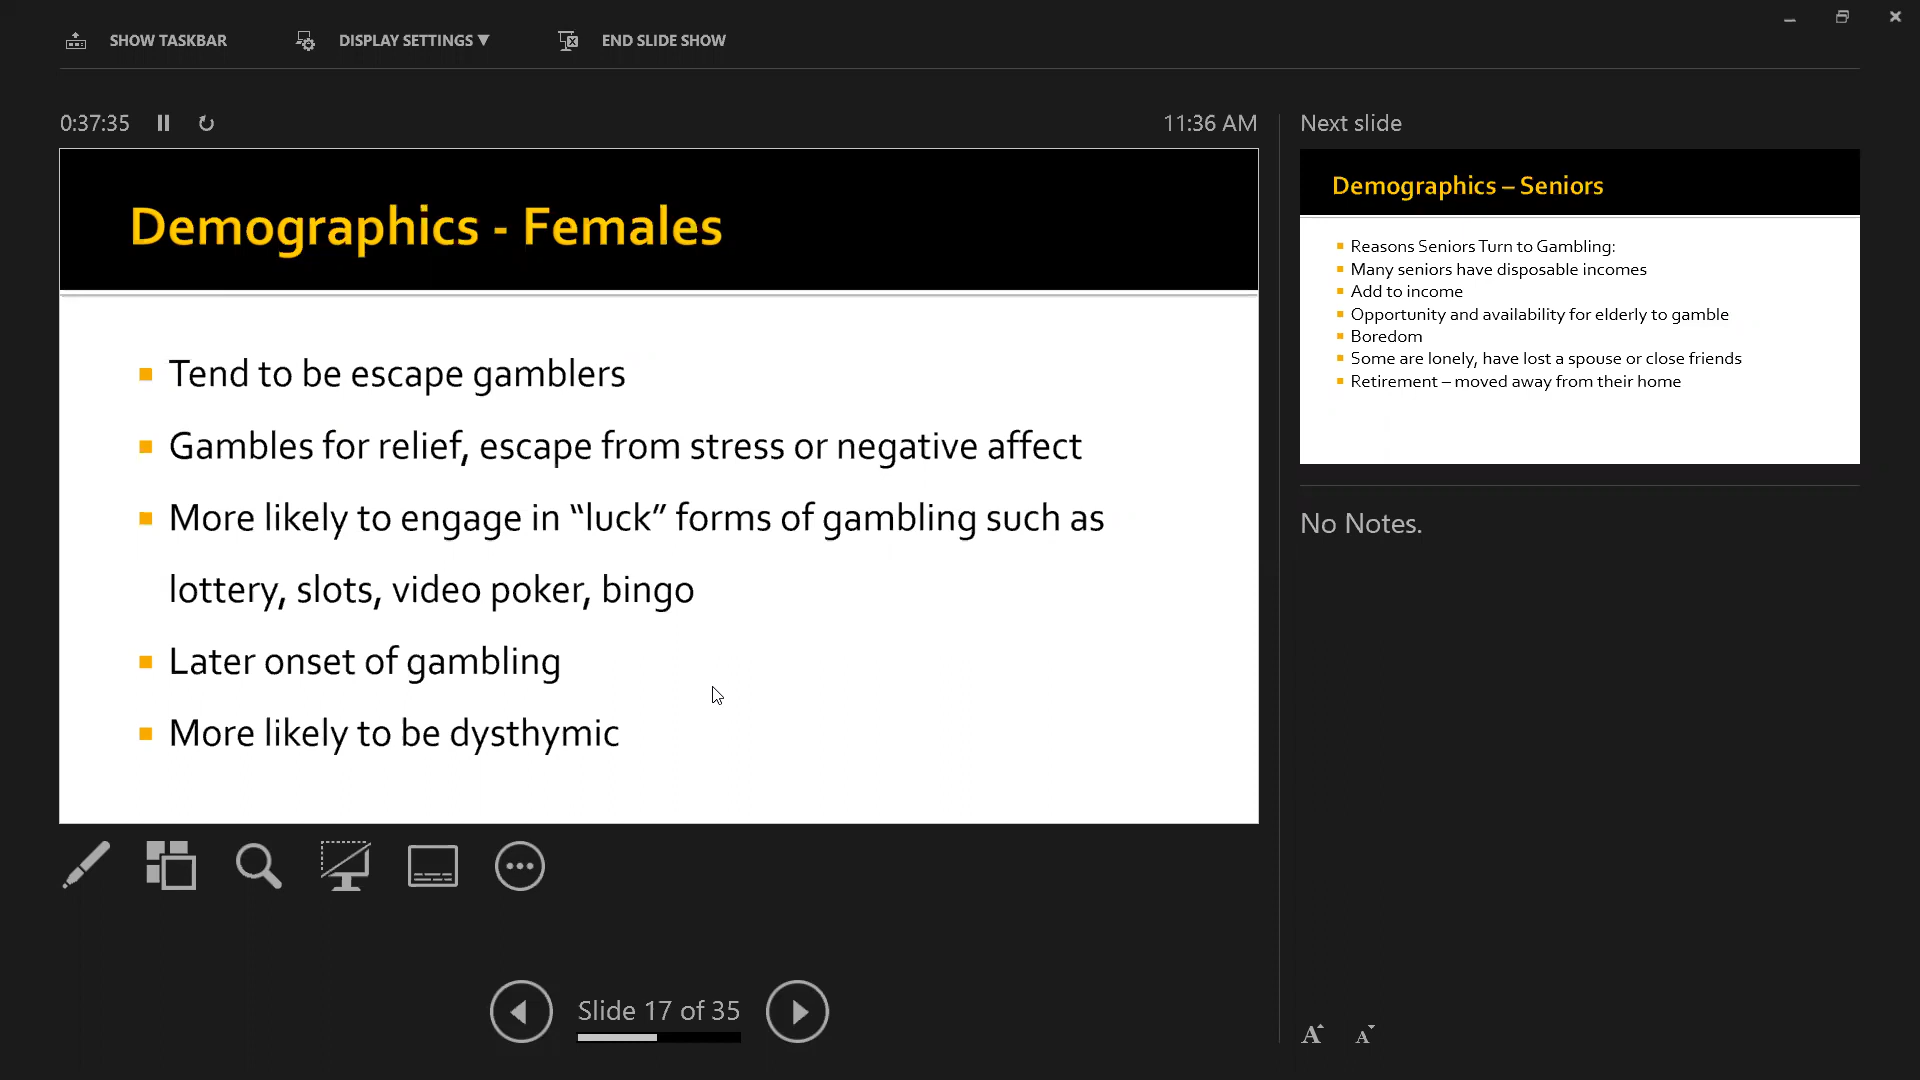 SHOW TASKBAR
DISPLAY SETTINGS ▼
END SLIDE SHOW
0:37:35
11:36 AM
Demographics - Females
▪ Tend to be escape gamblers
▪ Gambles for relief, escape from stress or negative affect
▪ More likely to engage in “luck” forms of gambling such as
lottery, slots, video poker, bingo
▪ Later onset of gambling
▪ More likely to be dysthymic
Slide 17 of 35
Next slide
Demographics – Seniors
▪ Reasons Seniors Turn to Gambling:
▪ Many seniors have disposable incomes
▪ Add to income
▪ Opportunity and availability for elderly to gamble
▪ Boredom
▪ Some are lonely, have lost a spouse or close friends
▪ Retirement – moved away from their home
No Notes.
A A